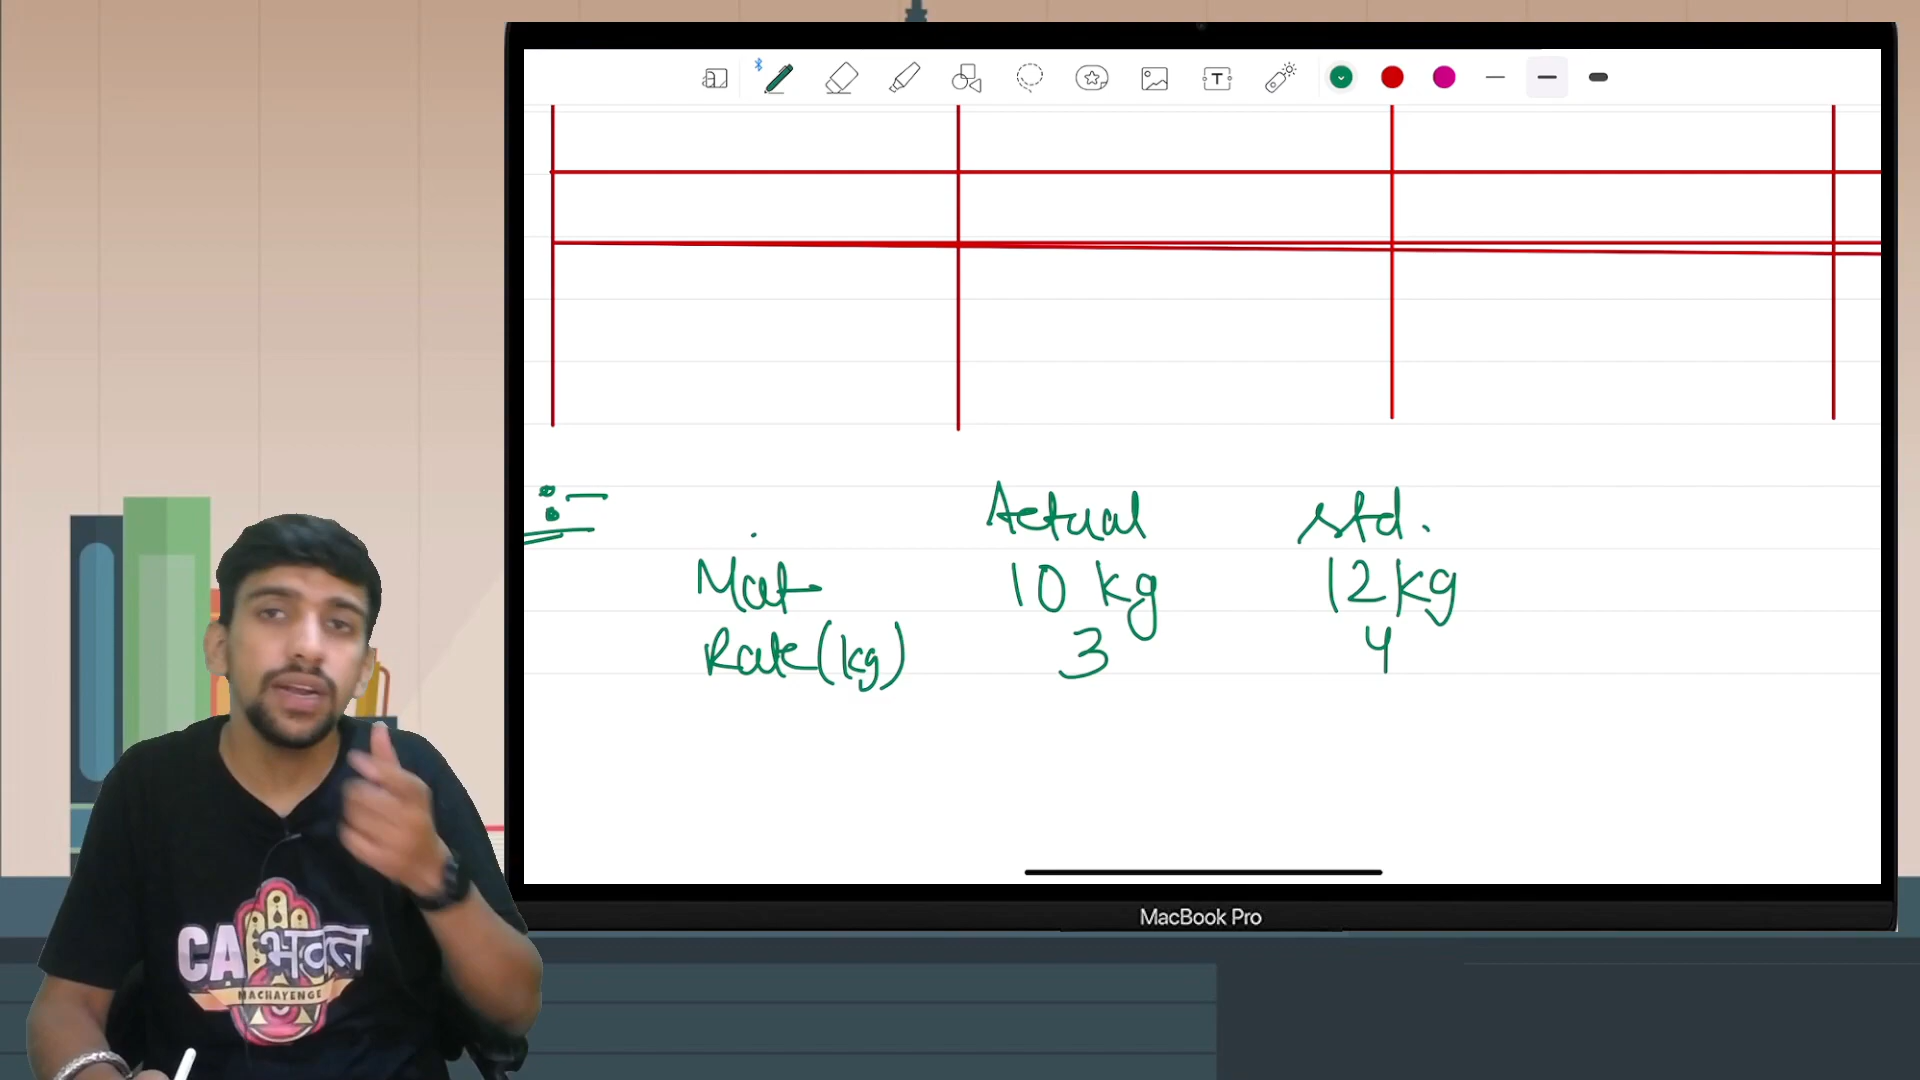 Actual std.
Mat 10 kg 12 kg
Rate (kg) 3 4
MacBook Pro
CA भक्त
MACHAYENGE